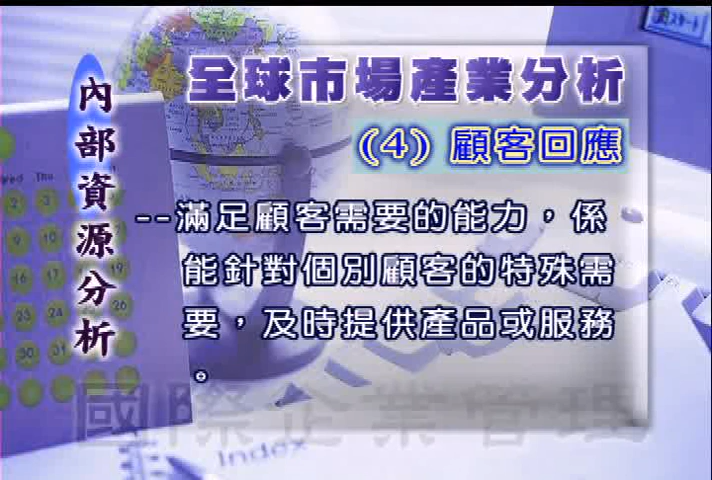 全球市場產業分析
內部資源分析
(4) 顧客回應
--滿足顧客需要的能力，係
能針對個別顧客的特殊需
要，及時提供產品或服務
。
國際企業管理
Index